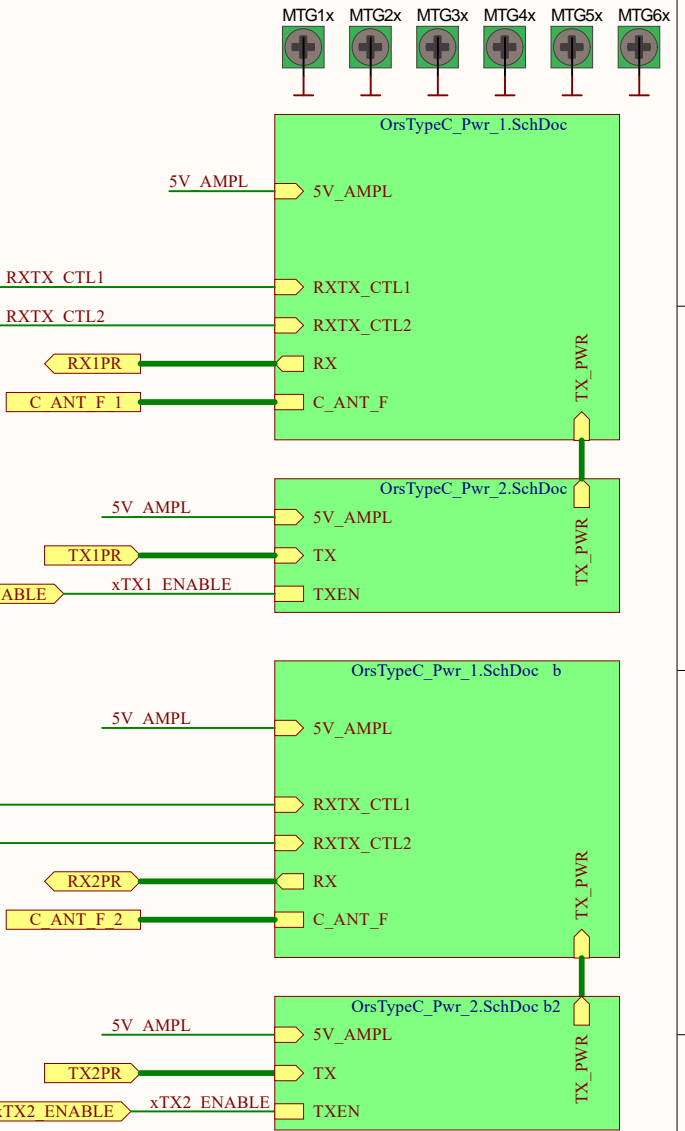 MTG1x MTG2x MTG3x MTG4x MTG5x MTG6x
OrsTypeC_Pwr_1.SchDoc
5V_AMPL 5V_AMPL
RXTX_CTL1 RXTX_CTL1
RXTX_CTL2 RXTX_CTL2
TX_PWR
RX1PR RX
C_ANT_F_1 C_ANT_F
OrsTypeC_Pwr_2.SchDoc
5V_AMPL 5V_AMPL
TX_PWR
TX1PR TX
ABLE xTX1_ENABLE TXEN
OrsTypeC_Pwr_1.SchDoc b
5V_AMPL 5V_AMPL
RXTX_CTL1
RXTX_CTL2
TX_PWR
RX2PR RX
C_ANT_F_2 C_ANT_F
OrsTypeC_Pwr_2.SchDoc b2
5V_AMPL 5V_AMPL
TX_PWR
TX2PR TX
xTX2_ENABLE xTX2_ENABLE TXEN